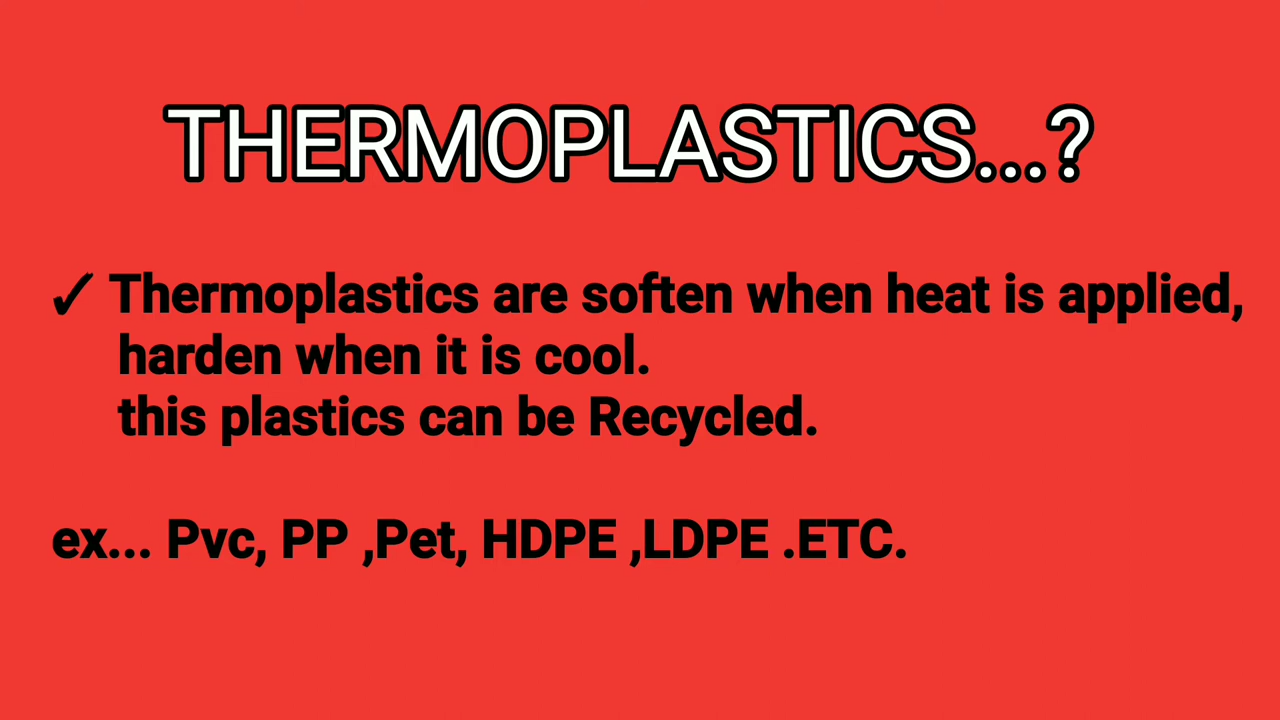 THERMOPLASTICS...?
✓ Thermoplastics are soften when heat is applied,
harden when it is cool.
this plastics can be Recycled.
ex... Pvc, PP ,Pet, HDPE ,LDPE .ETC.